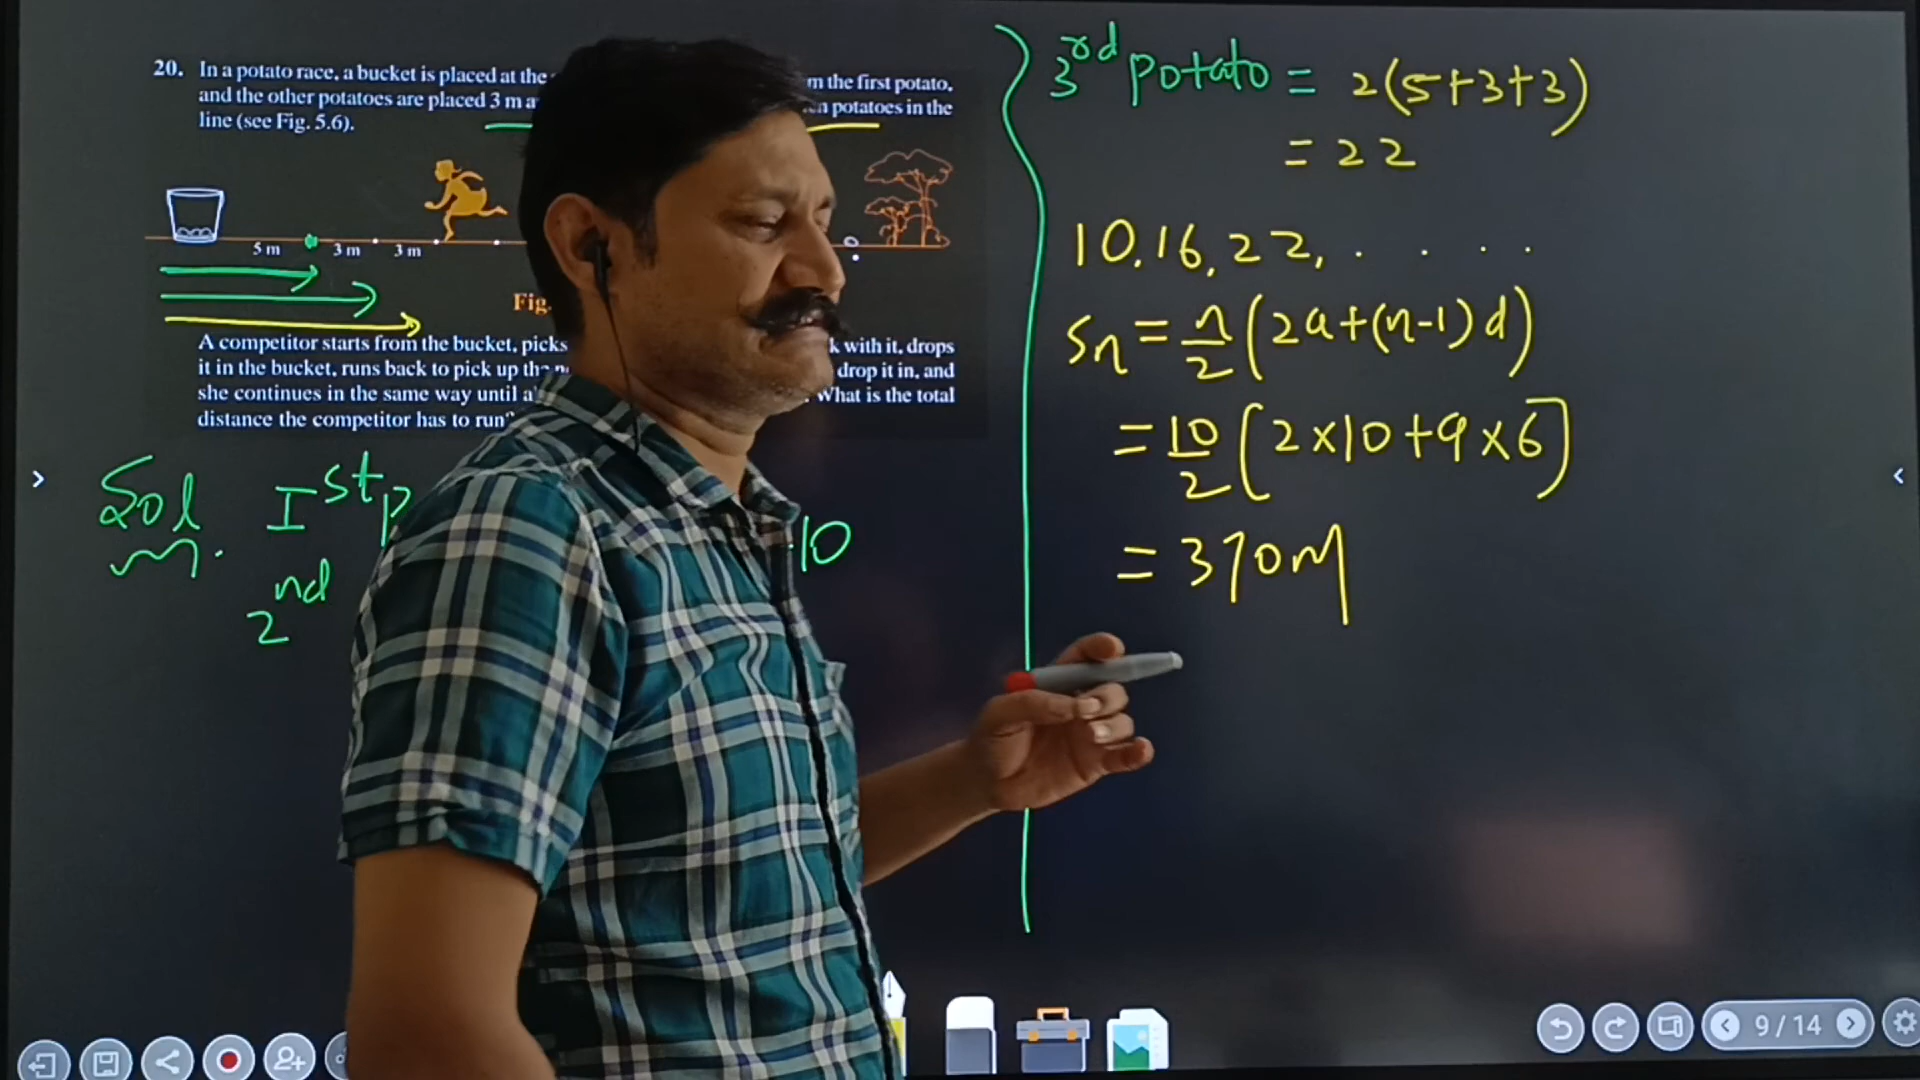 20. In a potato race, a bucket is placed at the
m the first potato,
and the other potatoes are placed 3 m a
n potatoes in the
line (see Fig. 5.6).
5 m 3 m 3 m
Fig.
A competitor starts from the bucket, picks
k with it, drops
it in the bucket, runs back to pick up the n
drop it in, and
she continues in the same way until a
What is the total
distance the competitor has to run?
Sol. Ist p
10
2nd
3rd potato = 2(5+3+3)
= 22
10, 16, 22, . . . .
Sn = n/2 (2a+(n-1)d)
= 10/2 (2×10+9×6)
= 370m
9/14